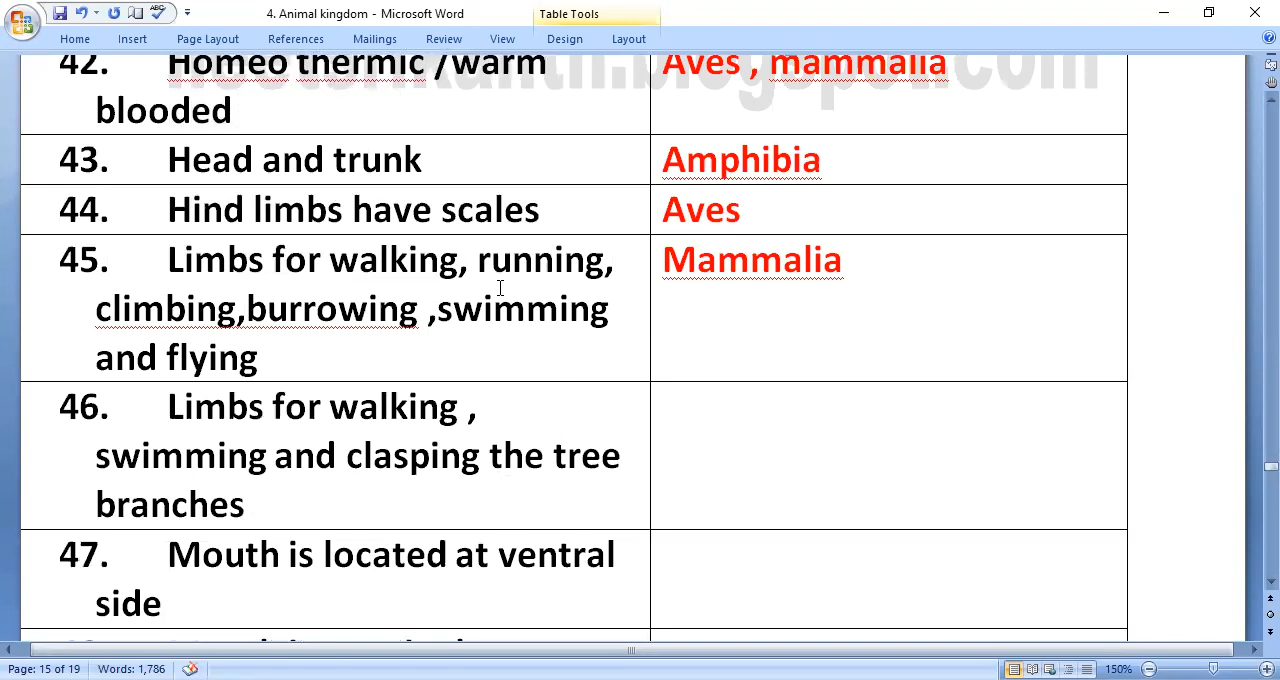 4. Animal kingdom - Microsoft Word
Table Tools
Home Insert Page Layout References Mailings Review View Design Layout
42. Homeo thermic /warm
blooded
Aves , mammalia
43. Head and trunk
Amphibia
44. Hind limbs have scales
Aves
45. Limbs for walking, running,
climbing,burrowing ,swimming
and flying
Mammalia
46. Limbs for walking ,
swimming and clasping the tree
branches
47. Mouth is located at ventral
side
Page: 15 of 19 Words: 1,786 150%